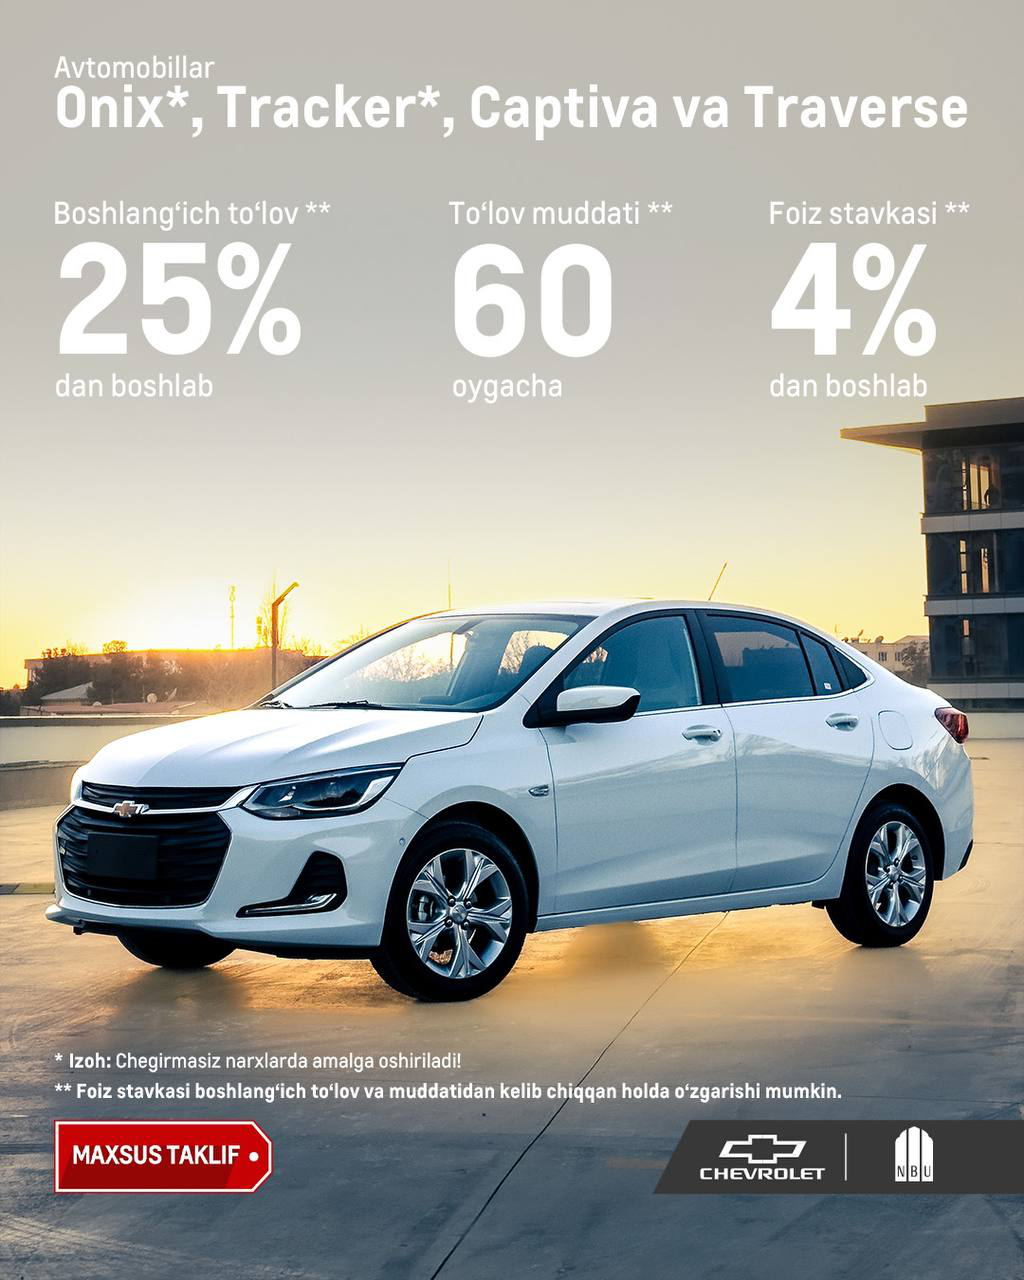 Avtomobillar
Onix*, Tracker*, Captiva va Traverse
Boshlang‘ich to‘lov **
25%
dan boshlab
To‘lov muddati **
60
oygacha
Foiz stavkasi **
4%
dan boshlab
* Izoh: Chegirmasiz narxlarda amalga oshiriladi!
** Foiz stavkasi boshlang‘ich to‘lov va muddatidan kelib chiqqan holda o‘zgarishi mumkin.
MAXSUS TAKLIF
CHEVROLET
NBU